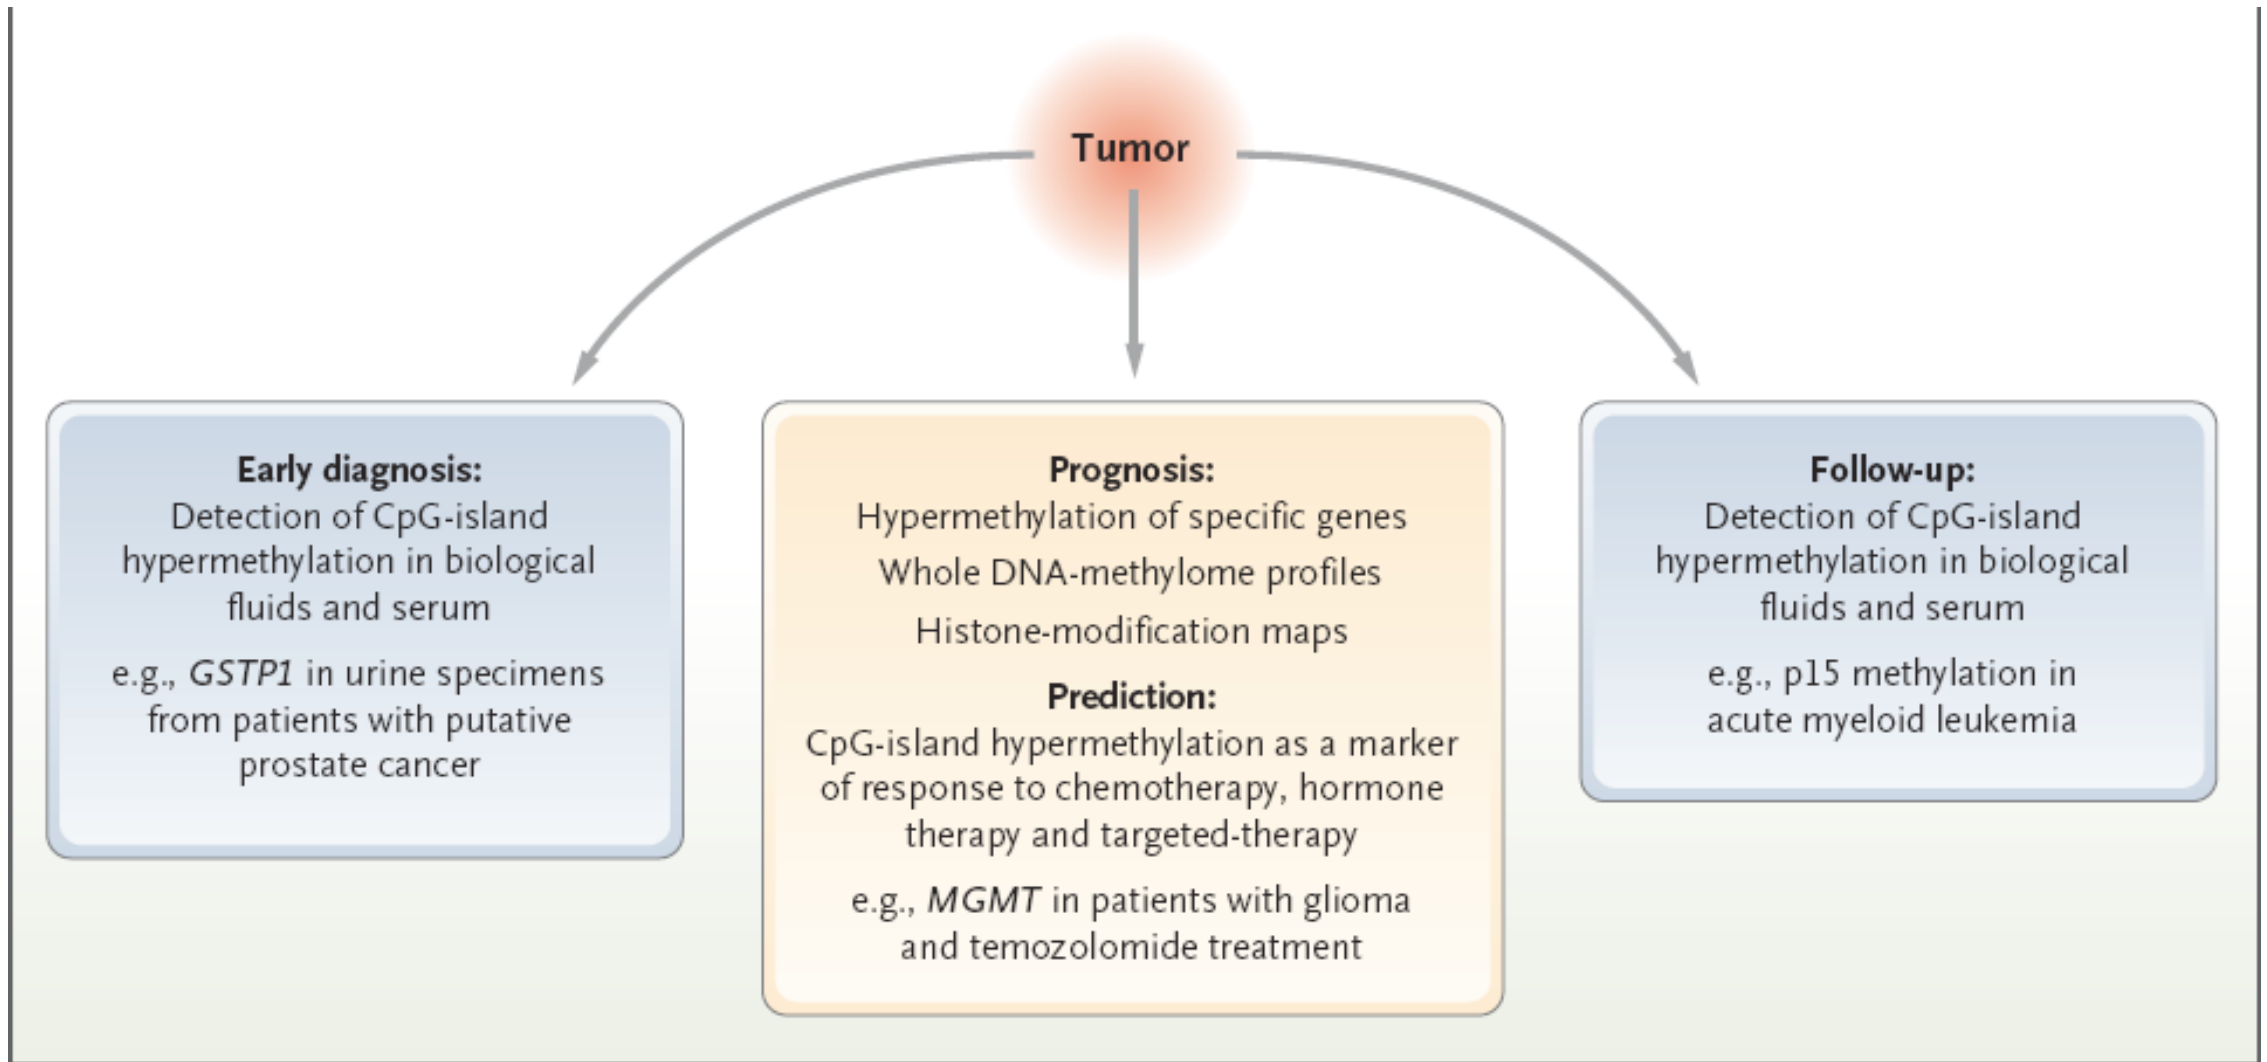 Tumor
Early diagnosis:
Detection of CpG-island
hypermethylation in biological
fluids and serum
e.g., GSTP1 in urine specimens
from patients with putative
prostate cancer
Prognosis:
Hypermethylation of specific genes
Whole DNA-methylome profiles
Histone-modification maps
Prediction:
CpG-island hypermethylation as a marker
of response to chemotherapy, hormone
therapy and targeted-therapy
e.g., MGMT in patients with glioma
and temozolomide treatment
Follow-up:
Detection of CpG-island
hypermethylation in biological
fluids and serum
e.g., p15 methylation in
acute myeloid leukemia